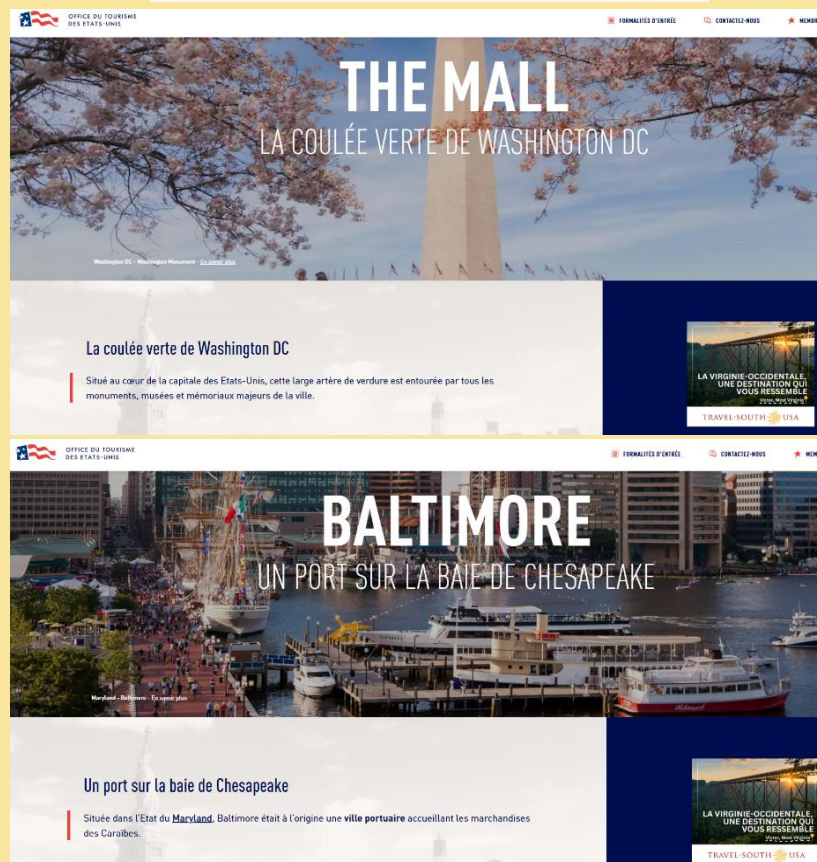 OFFICE DU TOURISME
DES ETATS-UNIS
FORMALITÉS D'ENTRÉE
CONTACTEZ-NOUS
THE MALL
LA COULÉE VERTE DE WASHINGTON DC
Washington DC - Washington Monument - En savoir plus
La coulée verte de Washington DC
Situé au cœur de la capitale des Etats-Unis, cette large artère de verdure est entourée par tous les
monuments, musées et mémoriaux majeurs de la ville.
LA VIRGINIE-OCCIDENTALE,
UNE DESTINATION QUI
VOUS RESSEMBLE
Victor, West Virginia
TRAVEL SOUTH USA
OFFICE DU TOURISME
DES ETATS-UNIS
FORMALITÉS D'ENTRÉE
CONTACTEZ-NOUS
BALTIMORE
UN PORT SUR LA BAIE DE CHESAPEAKE
Maryland - Baltimore - En savoir plus
Un port sur la baie de Chesapeake
Située dans l'Etat du Maryland, Baltimore était à l'origine une ville portuaire accueillant les marchandises
des Caraïbes.
LA VIRGINIE-OCCIDENTALE,
UNE DESTINATION QUI
VOUS RESSEMBLE
Victor, West Virginia
TRAVEL SOUTH USA